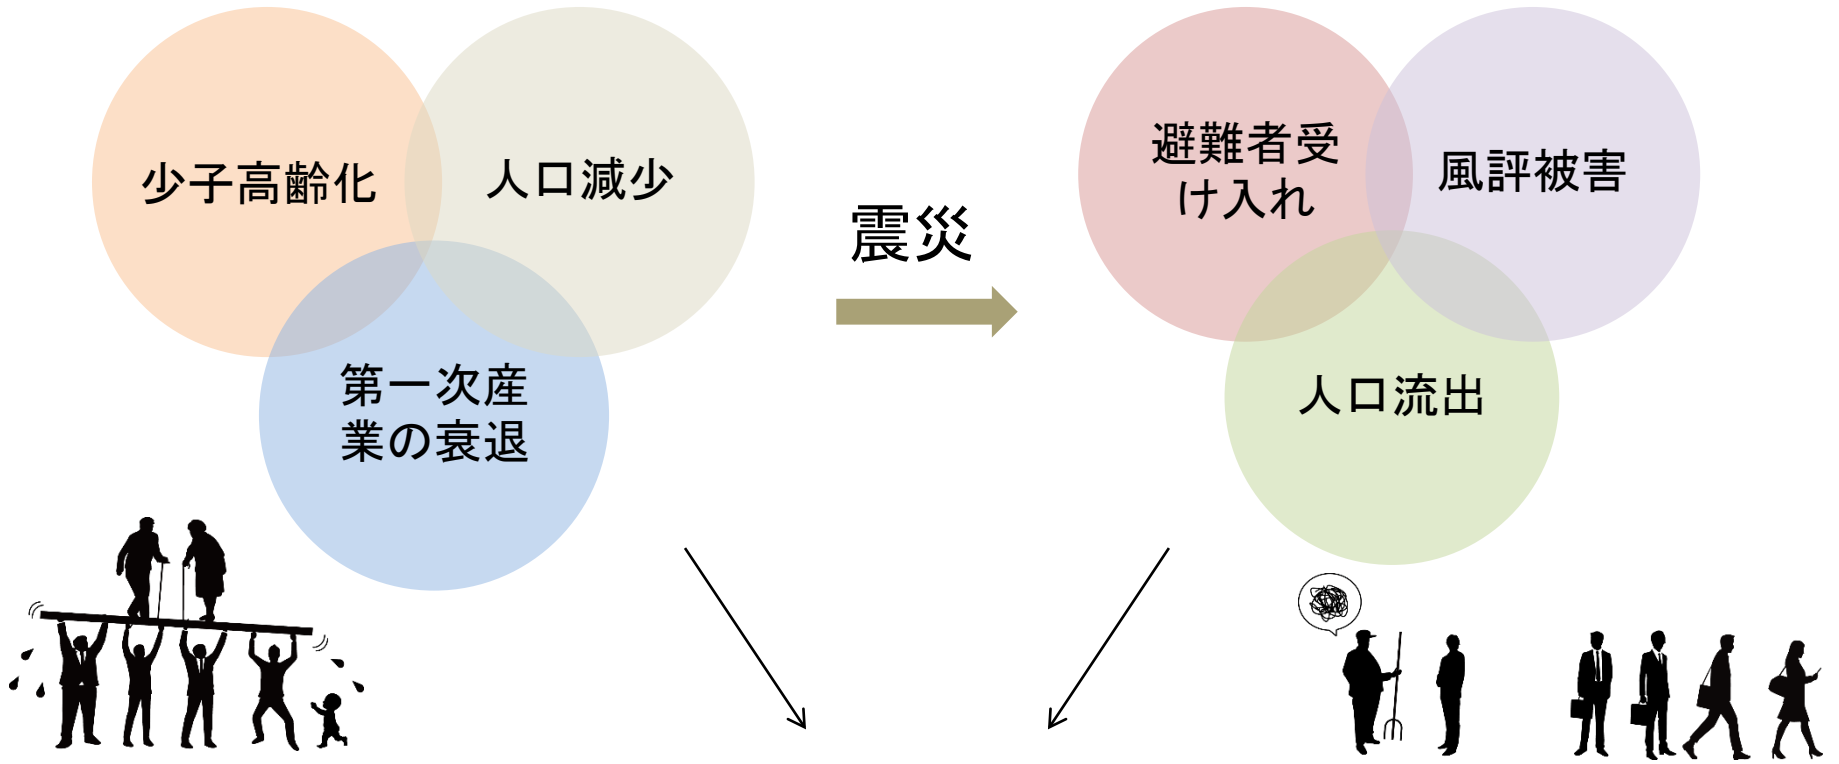 少子高齢化
人口減少
第一次産
業の衰退
震災
避難者受
け入れ
風評被害
人口流出